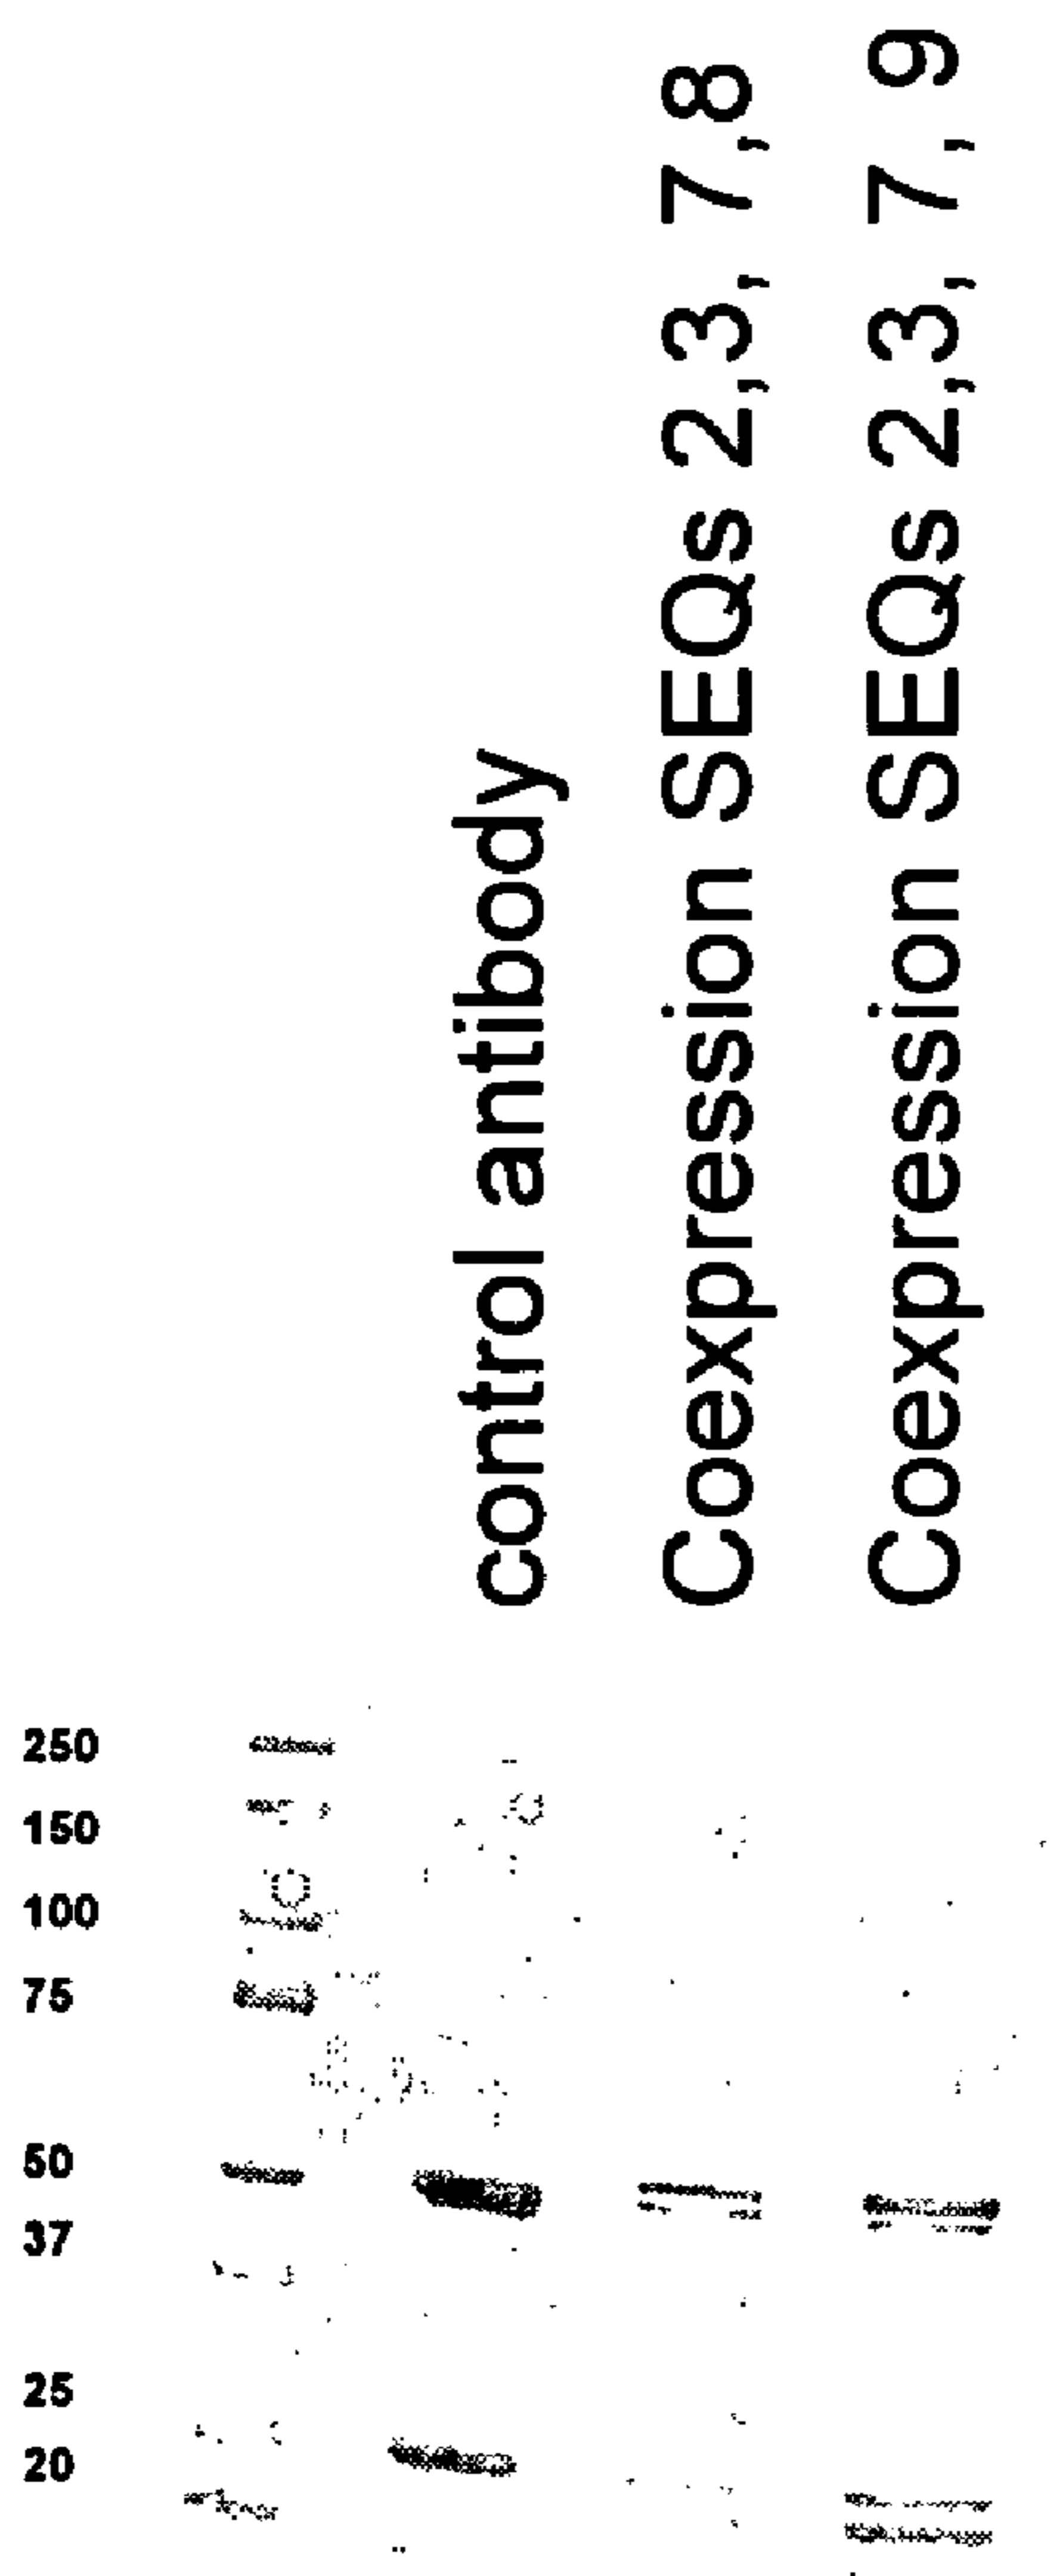 control antibody
Coexpression SEQs 2,3, 7,8
Coexpression SEQs 2,3, 7, 9
250
150
100
75
50
37
25
20